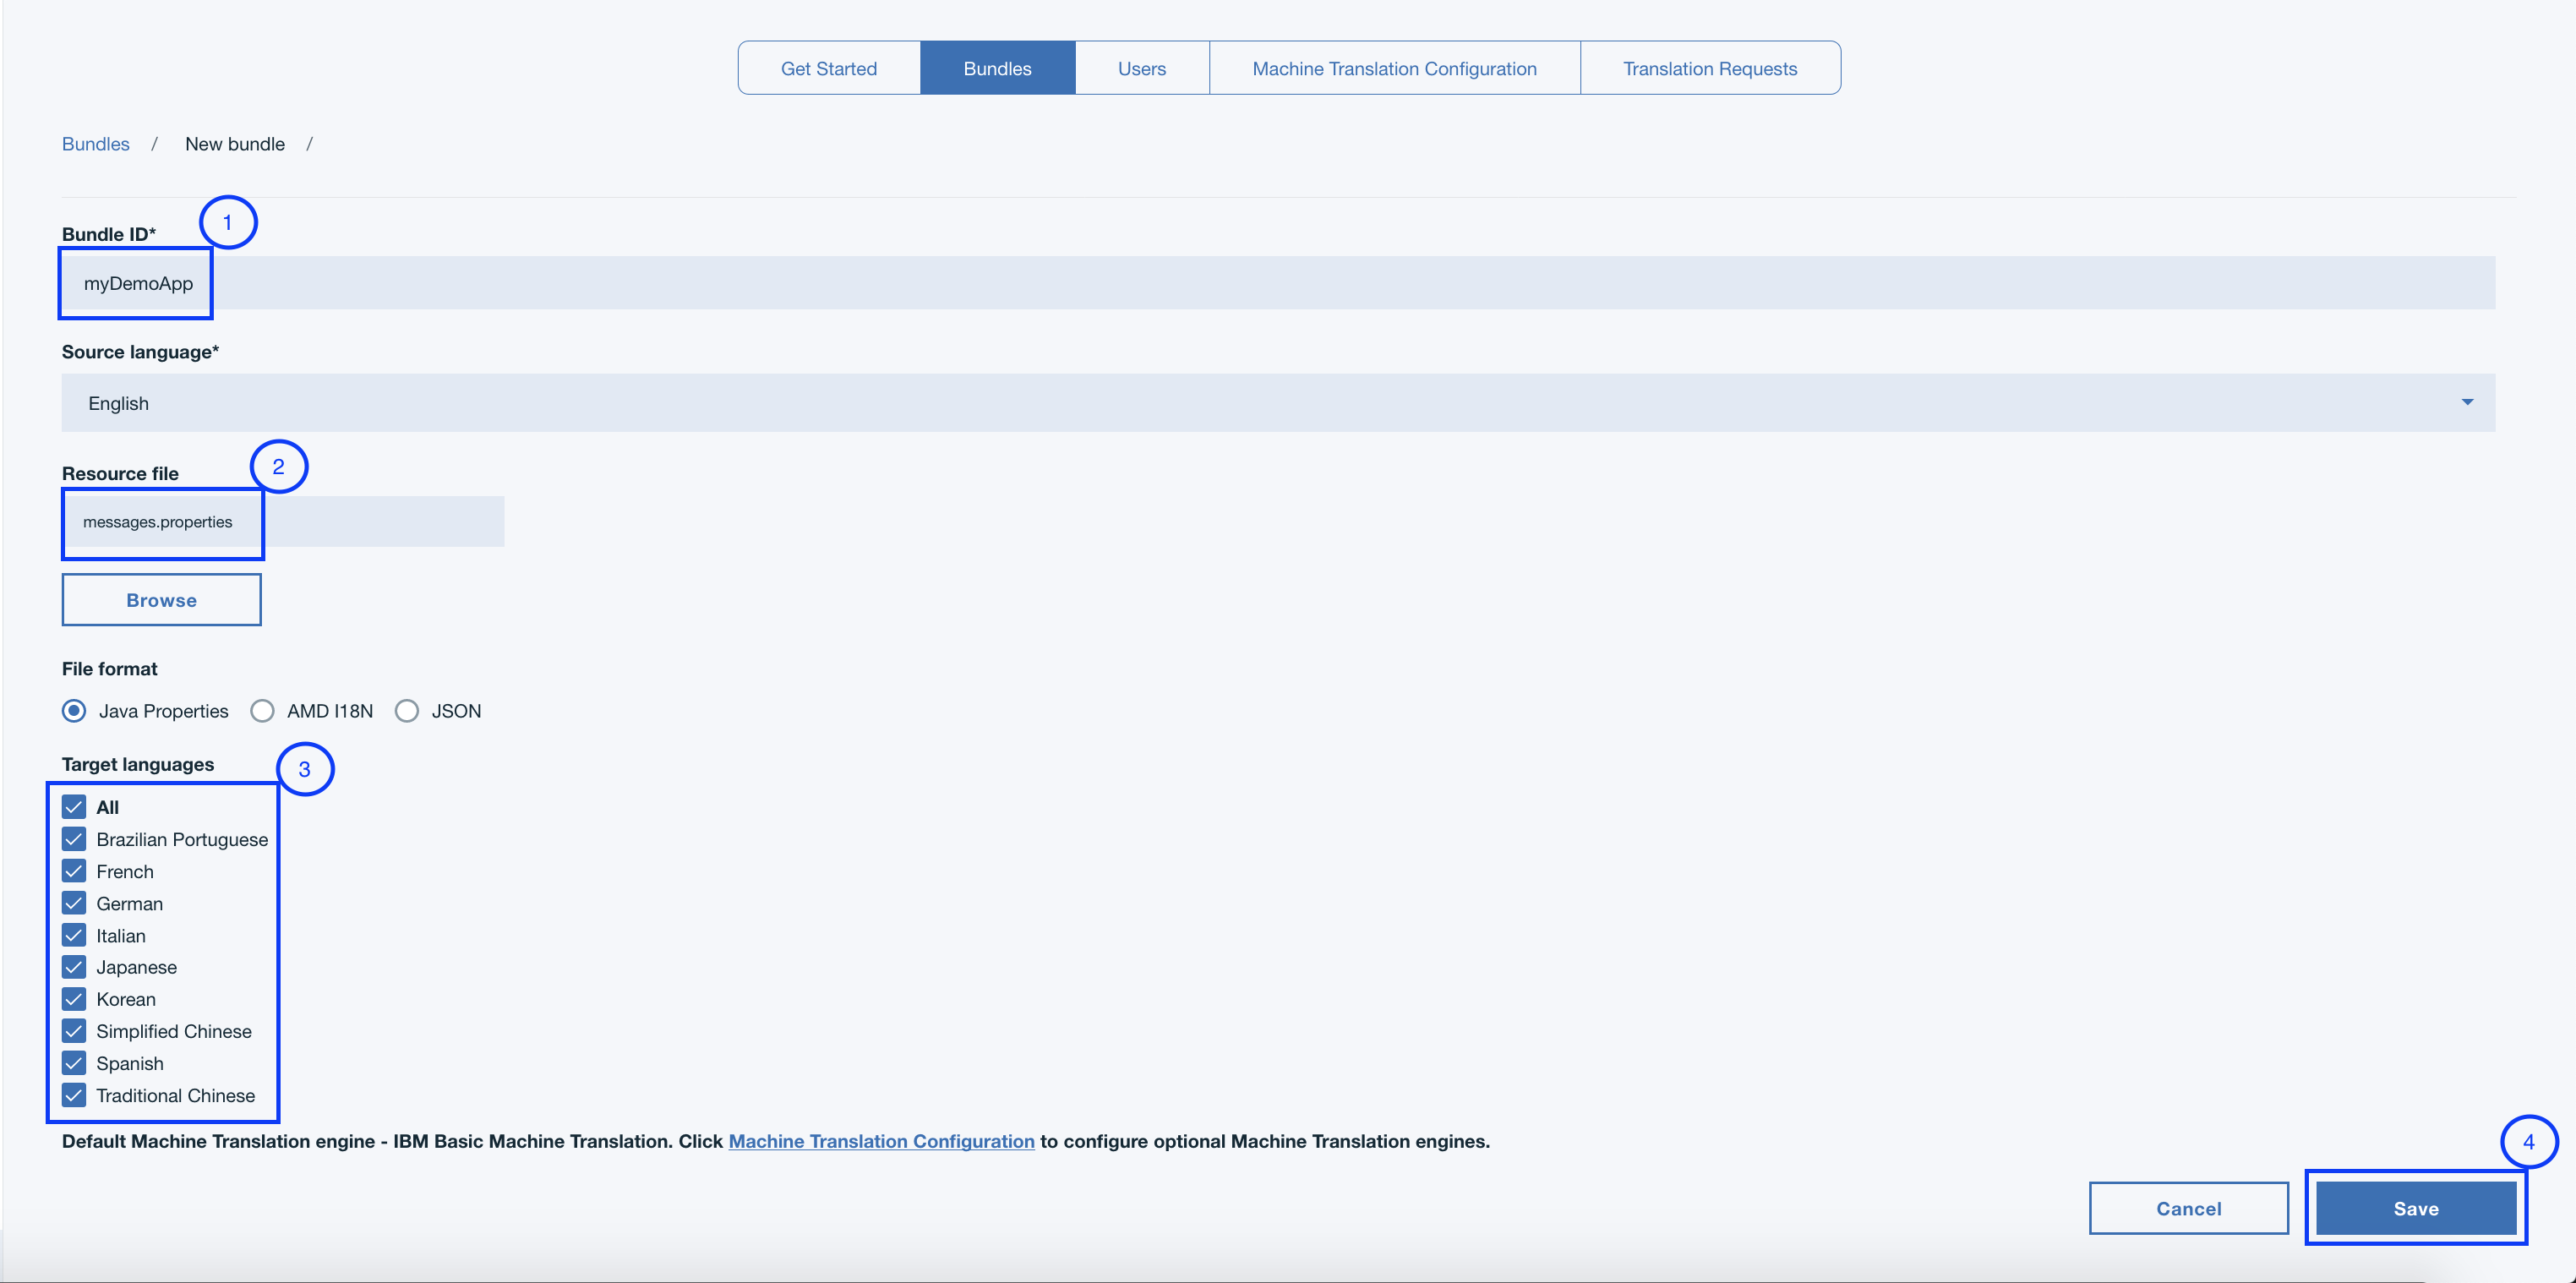 Get Started Bundles Users Machine Translation Configuration Translation Requests
Bundles / New bundle /
1
Bundle ID*
myDemoApp
Source language*
English
2
Resource file
messages.properties
Browse
File format
Java Properties AMD I18N JSON
3
Target languages
All
Brazilian Portuguese
French
German
Italian
Japanese
Korean
Simplified Chinese
Spanish
Traditional Chinese
Default Machine Translation engine - IBM Basic Machine Translation. Click Machine Translation Configuration to configure optional Machine Translation engines.
4
Cancel Save